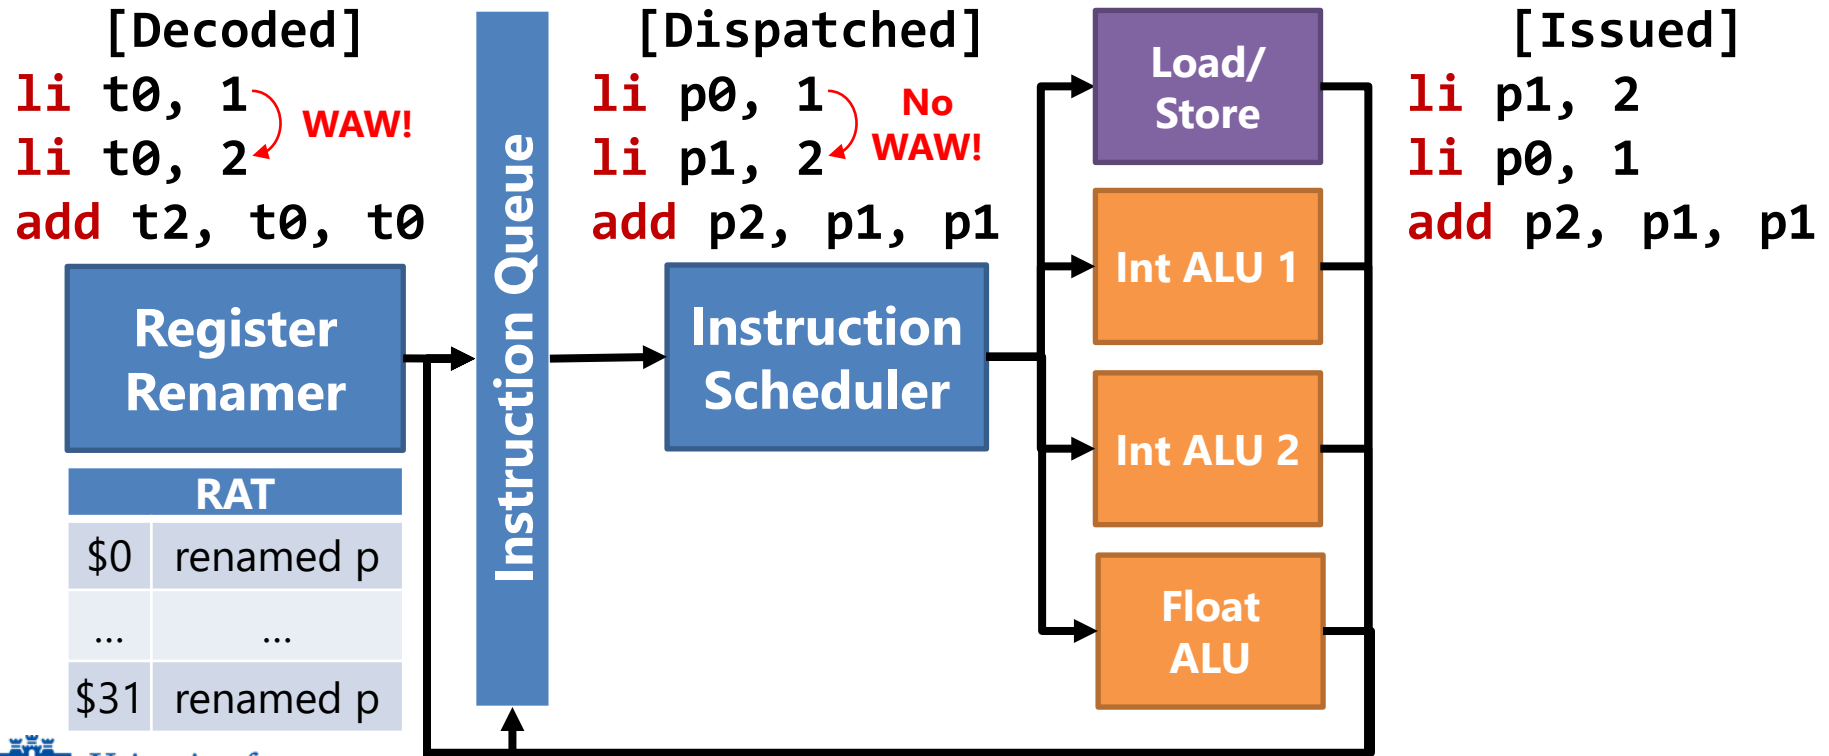 [Decoded]
li t0, 1
li t0, 2
add t2, t0, t0
WAW!
Register
Renamer
RAT
$0 renamed p
... ...
$31 renamed p
Instruction Queue
[Dispatched]
li p0, 1
li p1, 2
add p2, p1, p1
No
WAW!
Instruction
Scheduler
Load/
Store
Int ALU 1
Int ALU 2
Float
ALU
[Issued]
li p1, 2
li p0, 1
add p2, p1, p1